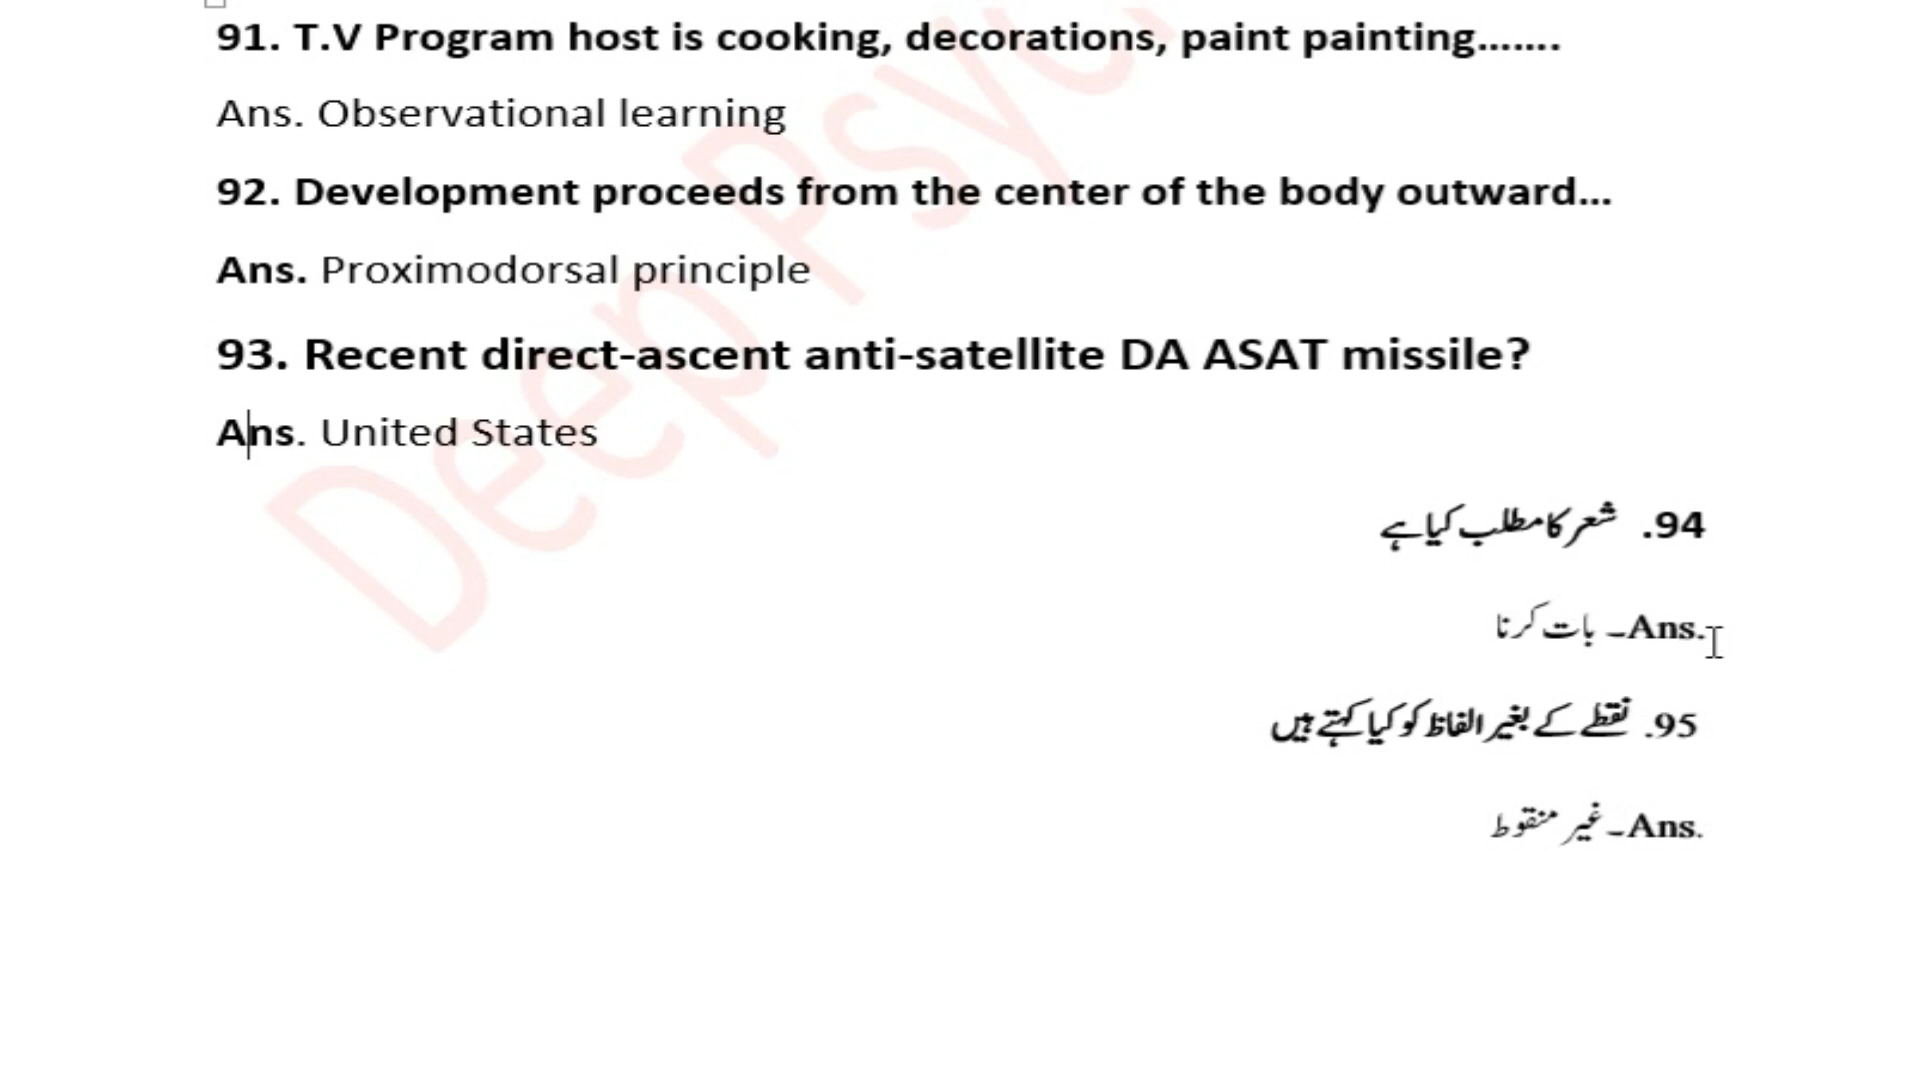 91. T.V Program host is cooking, decorations, paint painting.......
Ans. Observational learning
92. Development proceeds from the center of the body outward...
Ans. Proximodorsal principle
93. Recent direct-ascent anti-satellite DA ASAT missile?
Ans. United States
94. شعر کا مطلب کیا ہے
Ans.۔ بات کرنا
95. نقطے کے بغیر الفاظ کو کیا کہتے ہیں
Ans.۔ غیر منقوط
Deep Psyc